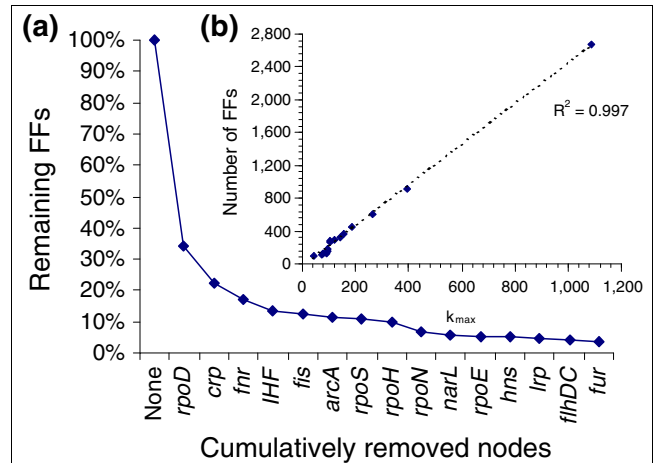 (a)
Remaining FFs
100%
90%
80%
70%
60%
50%
40%
30%
20%
10%
0%
None
rpoD
crp
fnr
IHF
fis
arcA
rpoS
rpoH
rpoN
narL
rpoE
hns
lrp
flhDC
fur
Cumulatively removed nodes
(b)
Number of FFs
2,800
2,400
2,000
1,600
1,200
800
400
0
0
200
400
600
800
1,000
1,200
kmax
R² = 0.997